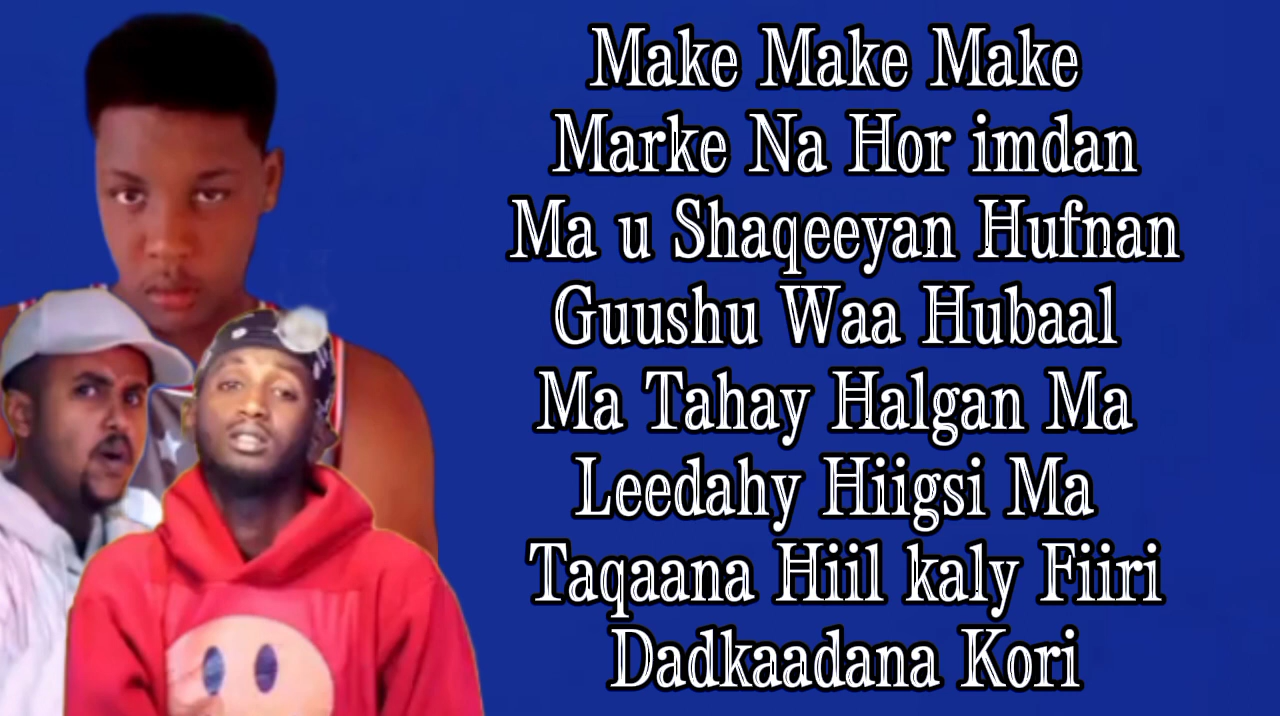 Make Make Make
Marke Na Hor imdan
Ma u Shaqeeyan Hufnan
Guushu Waa Hubaal
Ma Tahay Halgan Ma
Leedahy Hiigsi Ma
Taqaana Hiil kaly Fiiri
Dadkaadana Kori